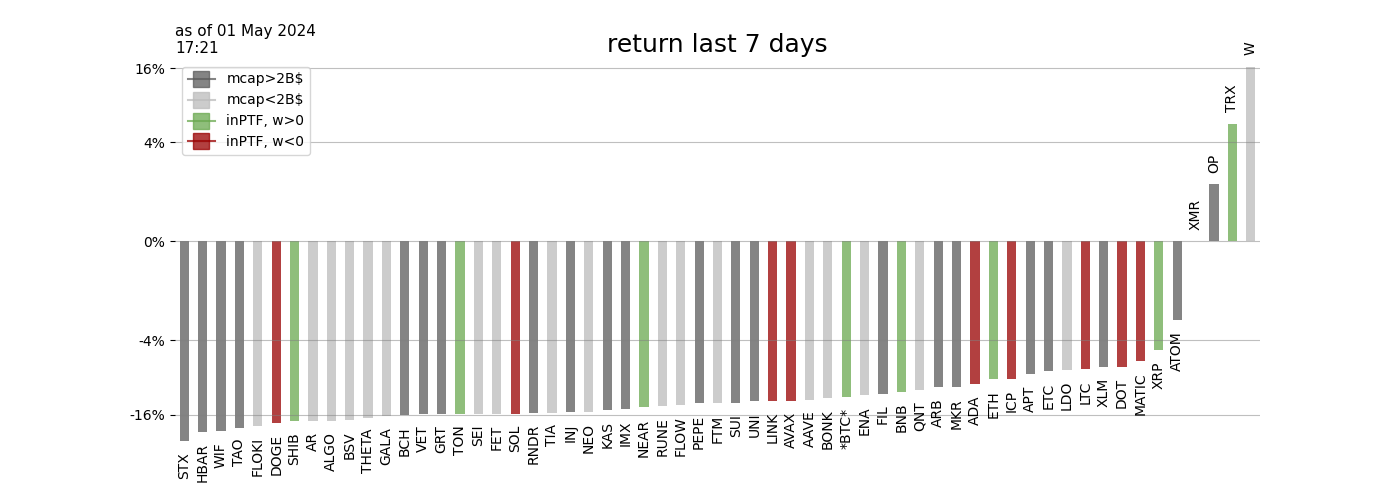 as of 01 May 2024
17:21
return last 7 days
mcap>2B$
mcap<2B$
inPTF, w>0
inPTF, w<0
16%
4%
0%
-4%
-16%
STX
HBAR
WIF
TAO
FLOKI
DOGE
SHIB
AR
ALGO
BSV
THETA
GALA
BCH
VET
GRT
TON
SEI
FET
SOL
RNDR
TIA
INJ
NEO
KAS
IMX
NEAR
RUNE
FLOW
PEPE
FTM
SUI
UNI
LINK
AVAX
AAVE
BONK
*BTC*
ENA
FIL
BNB
QNT
ARB
MKR
ADA
ETH
ICP
APT
ETC
LDO
LTC
XLM
DOT
MATIC
XRP
ATOM
XMR
OP
TRX
W